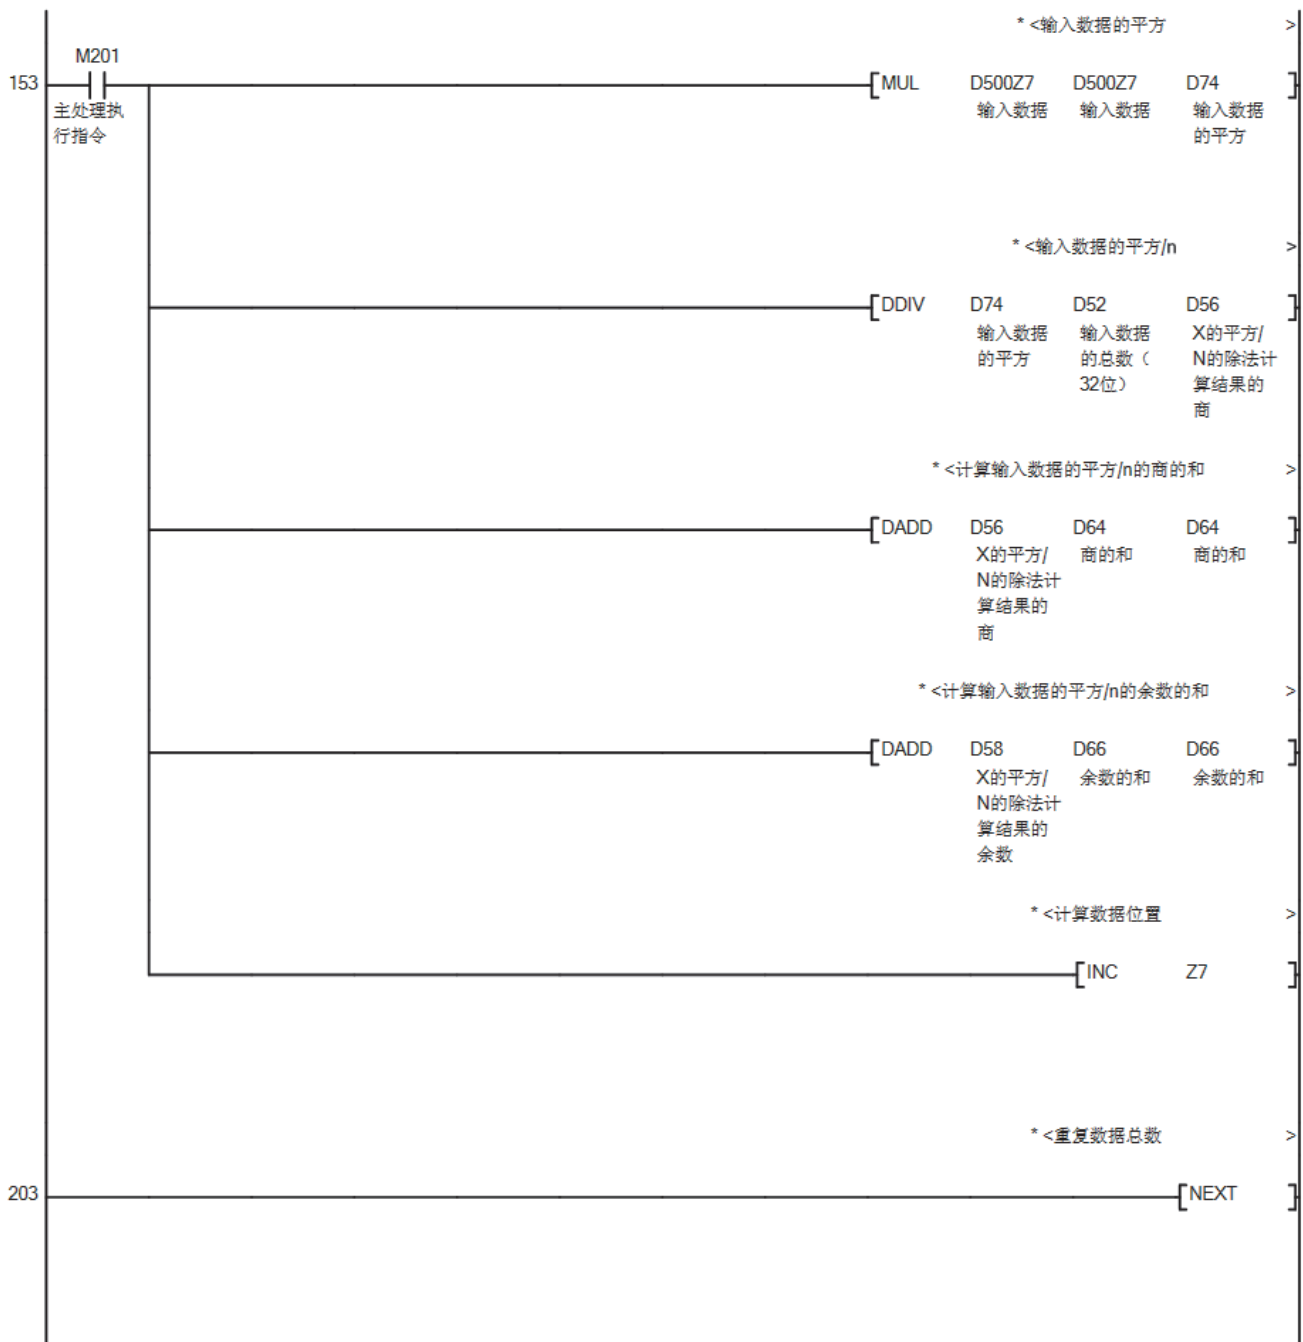 * <输入数据的平方 >
M201
153 MUL D500Z7 D500Z7 D74
主处理执 输入数据 输入数据 输入数据
行指令 的平方
* <输入数据的平方/n >
DDIV D74 D52 D56
输入数据 输入数据 X的平方/
的平方 的总数（ N的除法计
32位） 算结果的
商
* <计算输入数据的平方/n的商的和 >
DADD D56 D64 D64
X的平方/ 商的和 商的和
N的除法计
算结果的
商
* <计算输入数据的平方/n的余数的和 >
DADD D58 D66 D66
X的平方/ 余数的和 余数的和
N的除法计
算结果的
余数
* <计算数据位置 >
INC Z7
* <重复数据总数 >
203 NEXT